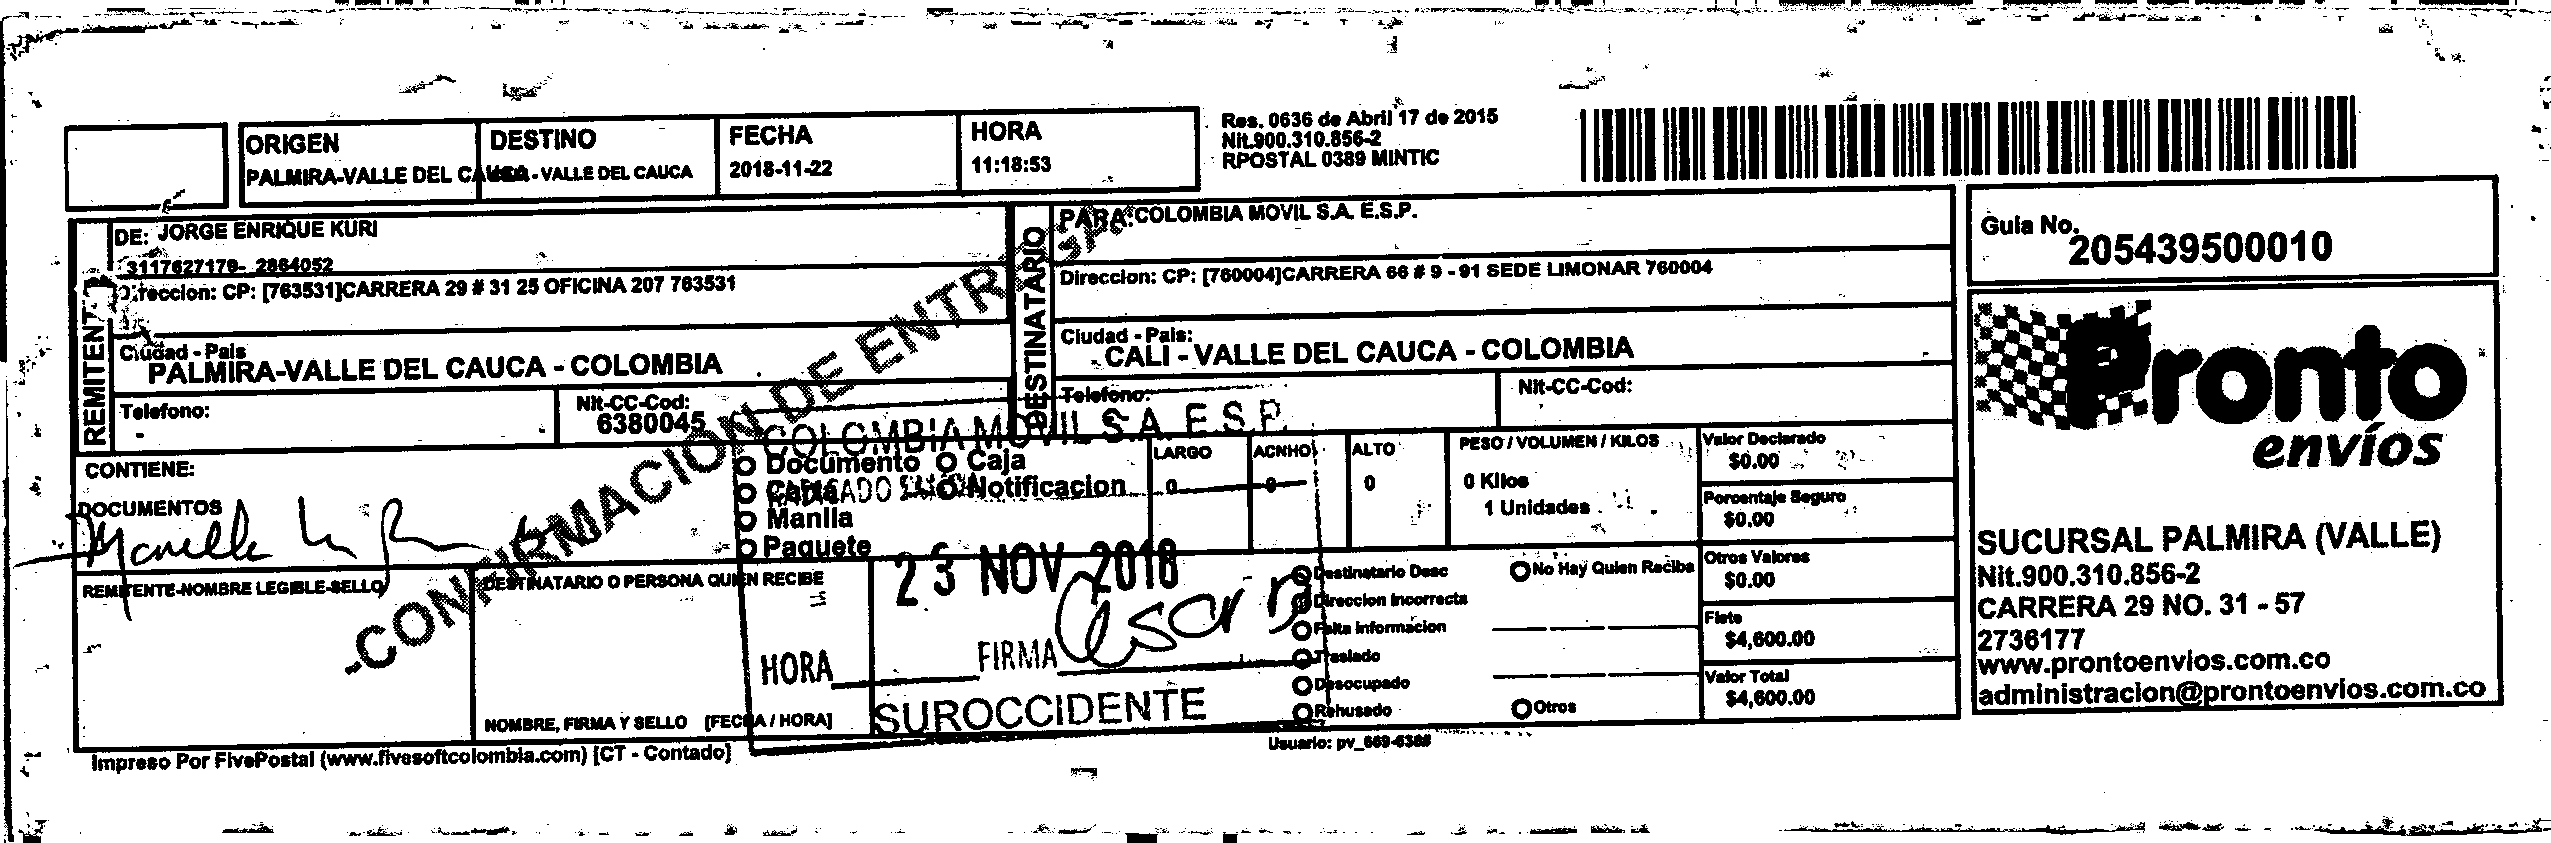 ORIGEN
PALMIRA-VALLE DEL CAUCA
DESTINO
- VALLE DEL CAUCA
FECHA
2018-11-22
HORA
11:18:53
Res. 0636 de Abril 17 de 2015
Nit.900.310.856-2
RPOSTAL 0389 MINTIC
REMITENTE
DE: JORGE ENRIQUE KURI
3117627179- 2864052
Direccion: CP: [763531]CARRERA 29 # 31 25 OFICINA 207 763531
Ciudad - Pais
PALMIRA-VALLE DEL CAUCA - COLOMBIA
Telefono:
-
Nit-CC-Cod:
6380045
DESTINATARIO
PARA: COLOMBIA MOVIL S.A. E.S.P.
Direccion: CP: [760004]CARRERA 66 # 9 - 91 SEDE LIMONAR 760004
Ciudad - Pais:
CALI - VALLE DEL CAUCA - COLOMBIA
Telefono:
Nit-CC-Cod:
Guia No.
205439500010
Pronto
envíos
SUCURSAL PALMIRA (VALLE)
Nit.900.310.856-2
CARRERA 29 NO. 31 - 57
2736177
www.prontoenvios.com.co
administracion@prontoenvios.com.co
CONTIENE:
DOCUMENTOS
REMITENTE-NOMBRE LEGIBLE-SELLO
-CONFIRMACION DE ENTREGA-
COLOMBIA MOVIL S.A. E.S.P.
Documento
Caja
Notificacion
Manila
Paquete
LARGO
0
ACNHO
0
ALTO
0
PESO / VOLUMEN / KILOS
0 Kilos
1 Unidades
Valor Declarado
$0.00
Porcentaje Seguro
$0.00
Otros Valores
$0.00
Flete
$4,600.00
Valor Total
$4,600.00
DESTINATARIO O PERSONA QUIEN RECIBE
23 NOV 2018
HORA
FIRMA
SUROCCIDENTE
NOMBRE, FIRMA Y SELLO [FECHA / HORA]
Destinatario Desc
Direccion Incorrecta
Falta informacion
Traslado
Desocupado
Rehusado
No Hay Quien Reciba
Otros
Impreso Por FivePostal (www.fivesoftcolombia.com) [CT - Contado]